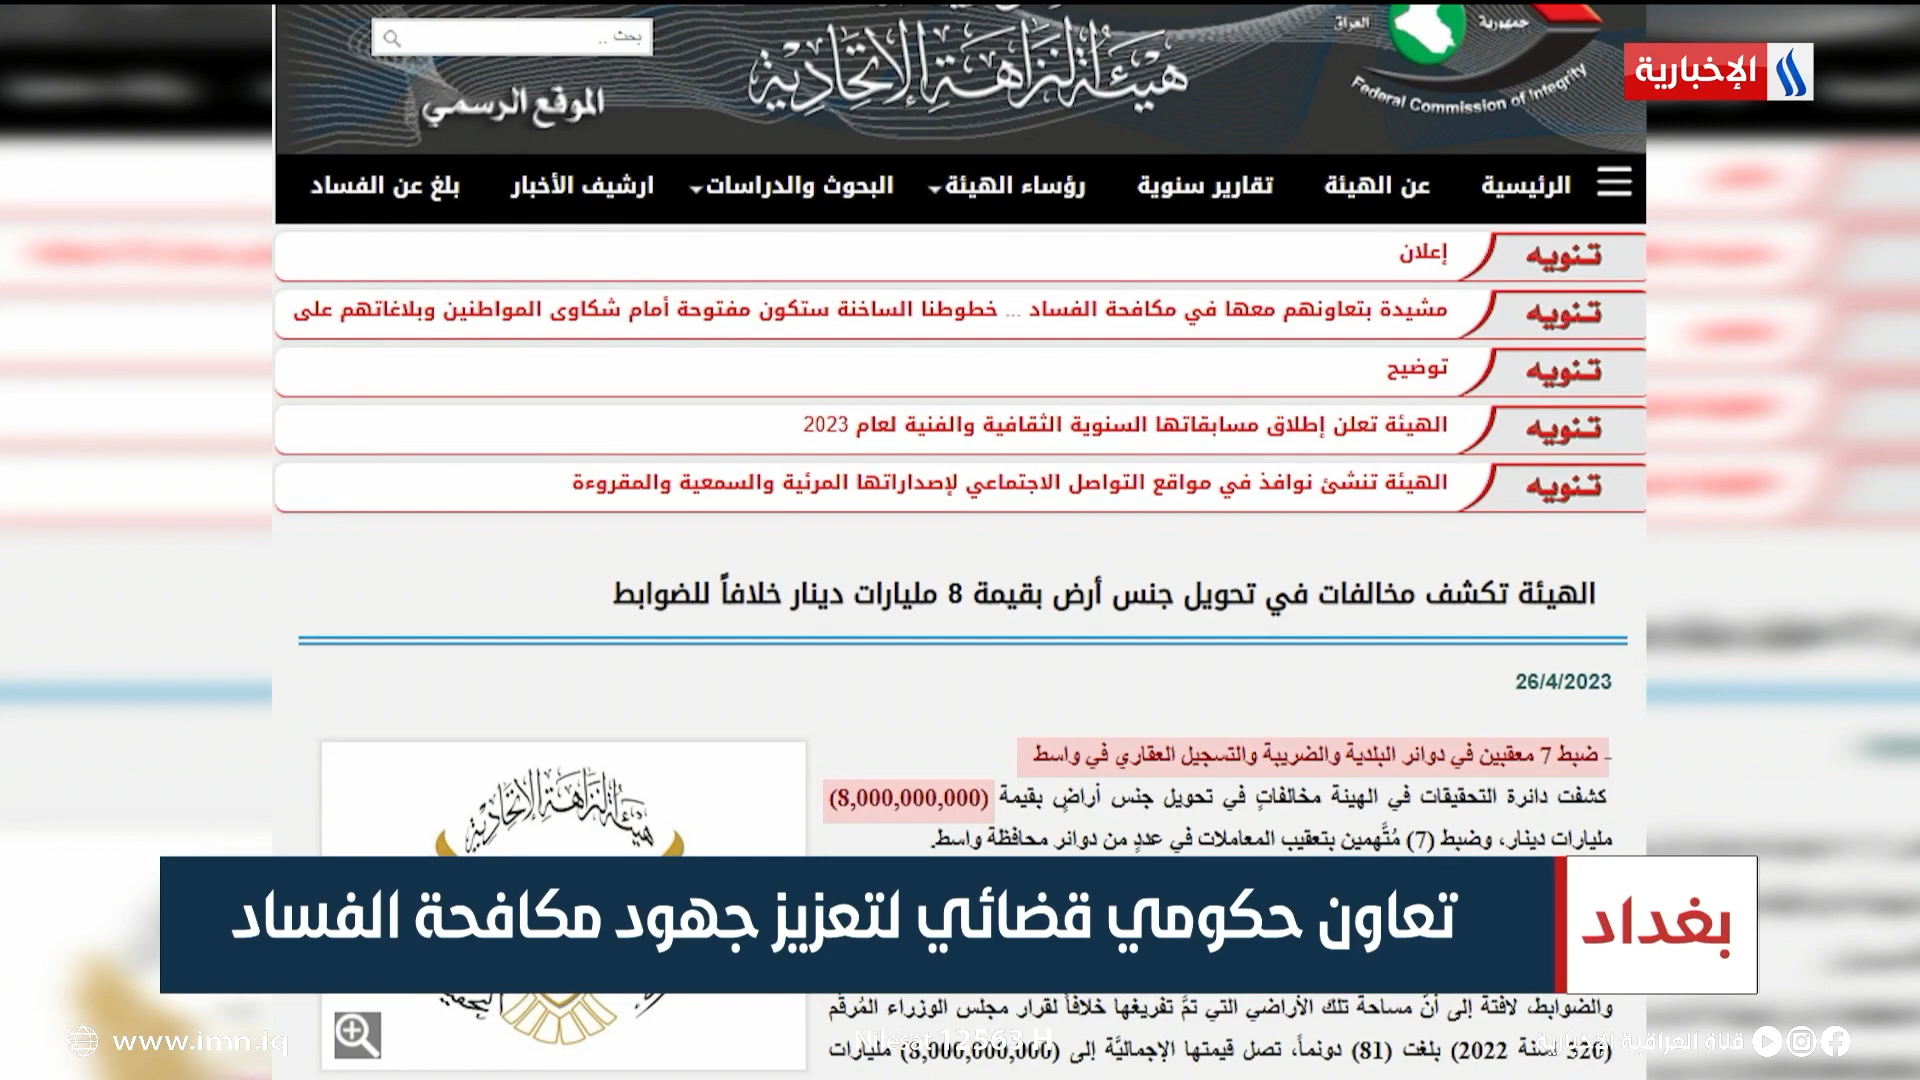 بحث ..
الموقع الرسمي
هيئة النزاهة الإتحادية
جمهورية
العراق
Federal Commission of Integrity
الإخبارية
الرئيسية
عن الهيئة
تقارير سنوية
رؤساء الهيئة
البحوث والدراسات
ارشيف الأخبار
بلغ عن الفساد
تنويه
إعلان
تنويه
مشيدة بتعاونهم معها في مكافحة الفساد ... خطوطنا الساخنة ستكون مفتوحة أمام شكاوى المواطنين وبلاغاتهم على
تنويه
توضيح
تنويه
الهيئة تعلن إطلاق مسابقاتها السنوية الثقافية والفنية لعام 2023
تنويه
الهيئة تنشئ نوافذ في مواقع التواصل الاجتماعي لإصداراتها المرئية والسمعية والمقروءة
الهيئة تكشف مخالفات في تحويل جنس أرض بقيمة 8 مليارات دينار خلافاً للضوابط
26/4/2023
- ضبط 7 معقبين في دوائر البلدية والضريبة والتسجيل العقاري في واسط
كشفت دائرة التحقيقات في الهيئة مخالفاتٍ في تحويل جنس أراضٍ بقيمة (8,000,000,000)
مليارات دينار، وضبط (7) مُتَّهمين بتعقيب المعاملات في عددٍ من دوائر محافظة واسط.
هيئة النزاهة الإتحادية
بغداد
تعاون حكومي قضائي لتعزيز جهود مكافحة الفساد
والضوابط، لافتةً إلى أنَّ مساحة تلك الأراضي التي تمَّ تفريغها خلافاً لقرار مجلس الوزراء المُرقَّم
(320 لسنة 2022) بلغت (81) دونماً، تصل قيمتها الإجماليَّة إلى (8,000,000,000) مليارات
www.imn.iq
Nilesat 12563 H
قناة العراقية الإخبارية